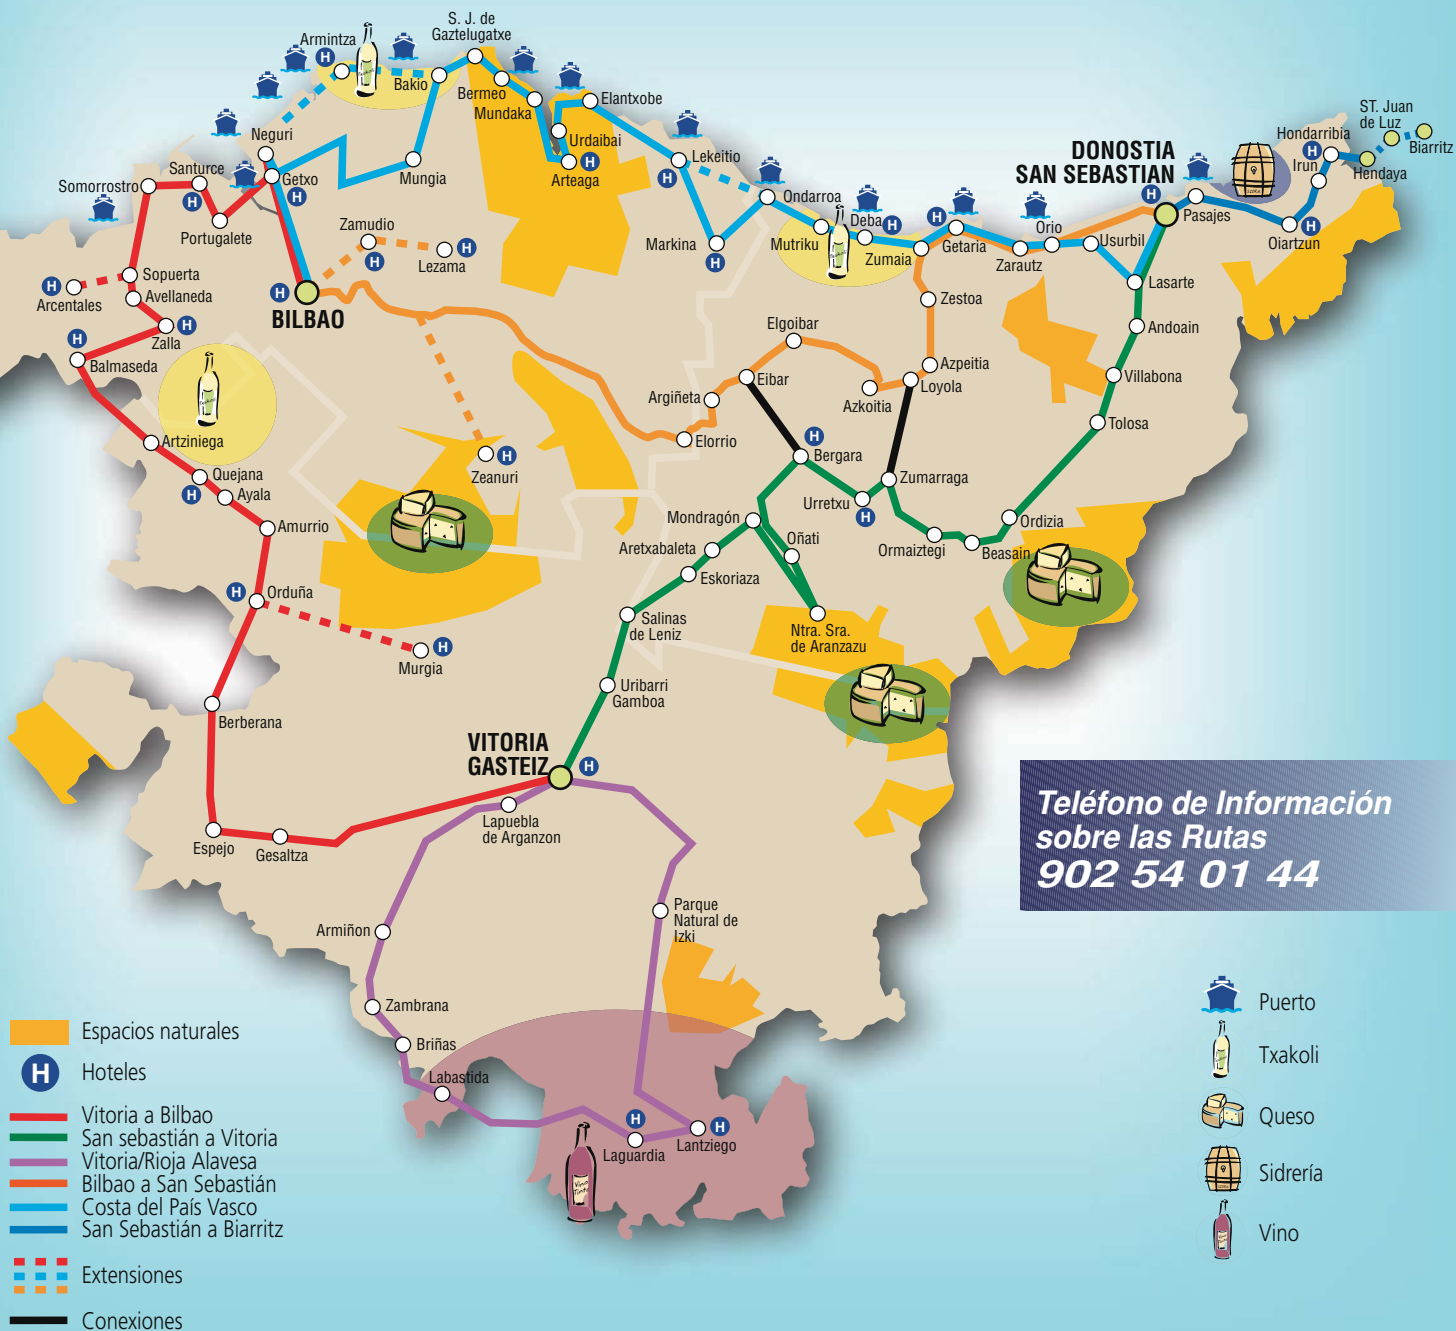 S. J. de
Gaztelugatxe
Armintza
H
Bakio
Bermeo
Mundaka
Elantxobe
Urdaibai
H
Arteaga
Neguri
Santurce
H
Somorrostro
Getxo
H
Portugalete
Mungia
Lekeitio
H
Ondarroa
Markina
H
Mutriku
Deba
H
Zumaia
H
Getaria
Zarautz
Orio
Usurbil
DONOSTIA
SAN SEBASTIAN
H
Pasajes
Hondarribia
H
Irun
H
Oiartzun
ST. Juan
de Luz
Biarritz
Hendaya
Zamudio
H
Lezama
H
Sopuerta
H
Arcentales
Avellaneda
H
Zalla
H
Balmaseda
H
BILBAO
Lasarte
Andoain
Villabona
Tolosa
Zestoa
Azpeitia
Loyola
Azkoitia
Elgoibar
Eibar
Argiñeta
Elorrio
H
Bergara
Zumarraga
Urretxu
H
Ormaiztegi
Beasain
Ordizia
Artziniega
Quejana
H
Ayala
Amurrio
H
Orduña
H
Murgia
H
Zeanuri
Mondragón
Oñati
Aretxabaleta
Eskoriaza
Salinas
de Leniz
Ntra. Sra.
de Aranzazu
Uribarri
Gamboa
Berberana
VITORIA
GASTEIZ
H
Espejo
Gesaltza
Lapuebla
de Arganzon
Armiñon
Parque
Natural de
Izki
Zambrana
Briñas
Labastida
H
Laguardia
H
Lantziego
Vino
Tinto
Teléfono de Información
sobre las Rutas
902 54 01 44
Espacios naturales
H
Hoteles
Vitoria a Bilbao
San sebastián a Vitoria
Vitoria/Rioja Alavesa
Bilbao a San Sebastián
Costa del País Vasco
San Sebastián a Biarritz
Extensiones
Conexiones
Puerto
Txakoli
Queso
Sidrería
Vino